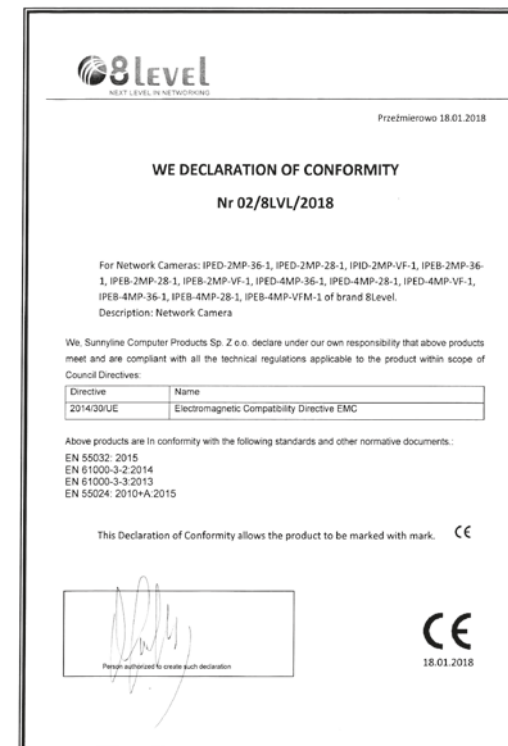 8LEVEL
NEXT LEVEL IN NETWORKING
Przeźmierowo 18.01.2018
WE DECLARATION OF CONFORMITY
Nr 02/8LVL/2018
For Network Cameras: IPED-2MP-36-1, IPED-2MP-28-1, IPID-2MP-VF-1, IPEB-2MP-36-
1, IPEB-2MP-28-1, IPEB-2MP-VF-1, IPED-4MP-36-1, IPED-4MP-28-1, IPED-4MP-VF-1,
IPEB-4MP-36-1, IPEB-4MP-28-1, IPEB-4MP-VFM-1 of brand 8Level.
Description: Network Camera
We, Sunnyline Computer Products Sp. Z o.o. declare under our own responsibility that above products
meet and are compliant with all the technical regulations applicable to the product within scope of
Council Directives:
Directive Name
2014/30/UE Electromagnetic Compatibility Directive EMC
Above products are In conformity with the following standards and other normative documents.:
EN 55032: 2015
EN 61000-3-2:2014
EN 61000-3-3:2013
EN 55024: 2010+A:2015
This Declaration of Conformity allows the product to be marked with mark. CE
Person authorized to create such declaration
CE
18.01.2018